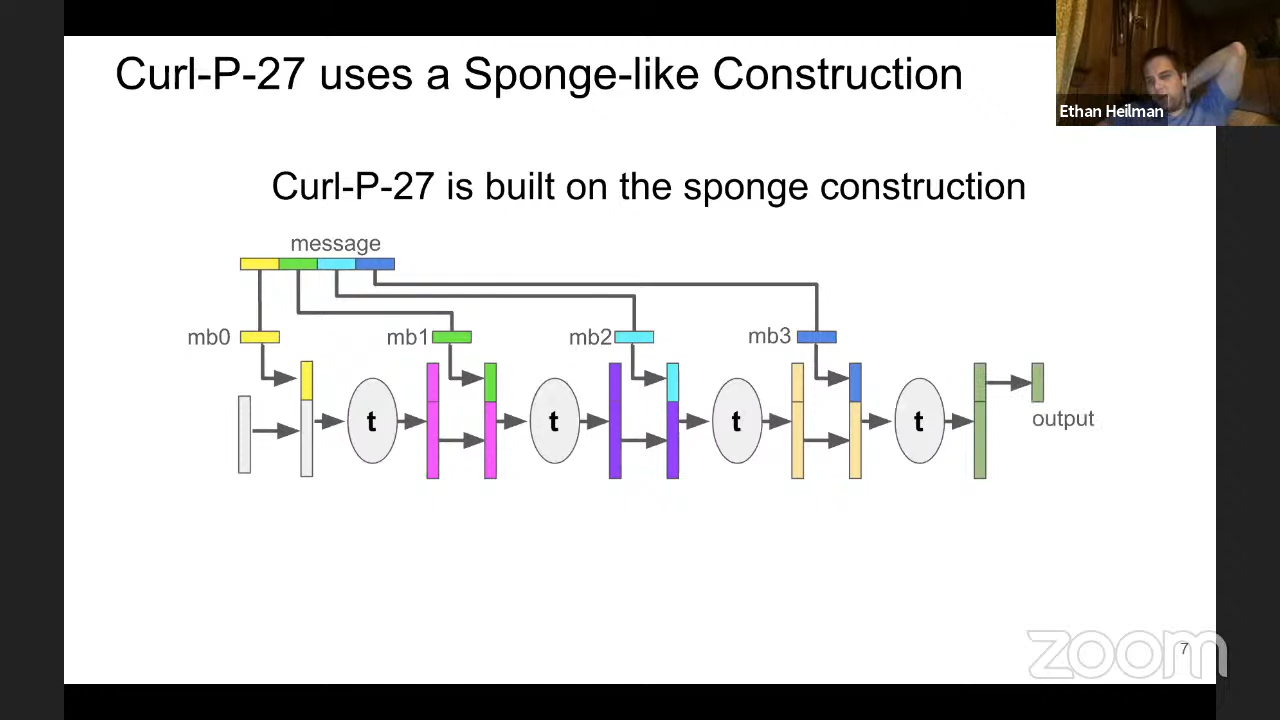 Curl-P-27 uses a Sponge-like Construction
Ethan Heilman
Curl-P-27 is built on the sponge construction
message
mb0
mb1
mb2
mb3
t
t
t
t
output
zoom
7